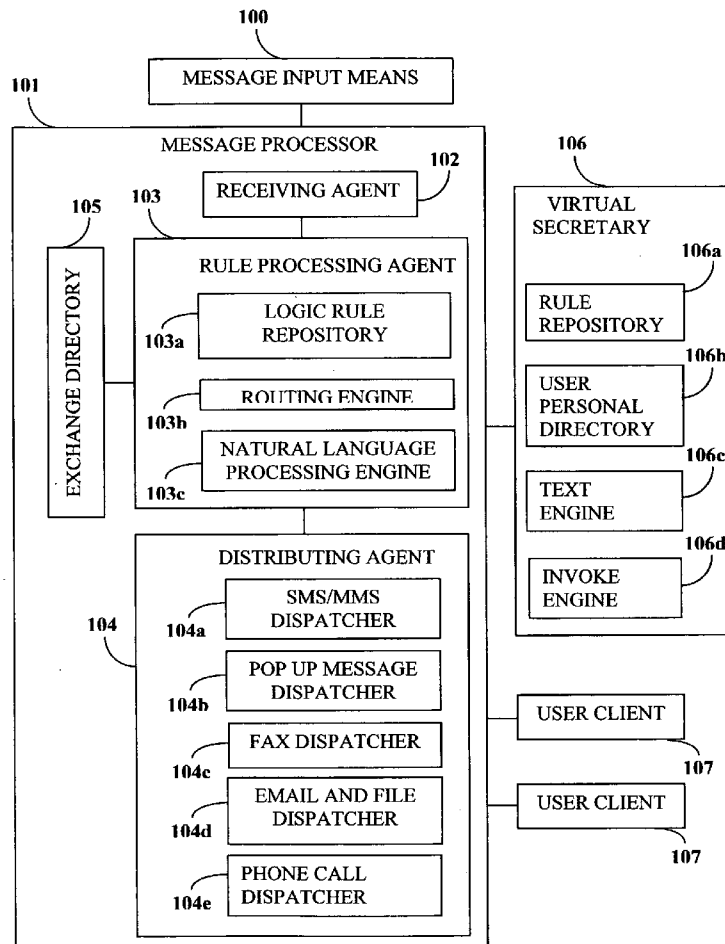 100
MESSAGE INPUT MEANS
101
MESSAGE PROCESSOR
102
RECEIVING AGENT
103
105
EXCHANGE DIRECTORY
RULE PROCESSING AGENT
LOGIC RULE
REPOSITORY
103a
ROUTING ENGINE
103b
NATURAL LANGUAGE
PROCESSING ENGINE
103c
DISTRIBUTING AGENT
104
SMS/MMS
DISPATCHER
104a
POP UP MESSAGE
DISPATCHER
104b
FAX DISPATCHER
104c
EMAIL AND FILE
DISPATCHER
104d
PHONE CALL
DISPATCHER
104e
106
VIRTUAL
SECRETARY
106a
RULE
REPOSITORY
106b
USER
PERSONAL
DIRECTORY
106c
TEXT
ENGINE
106d
INVOKE
ENGINE
USER CLIENT
107
USER CLIENT
107